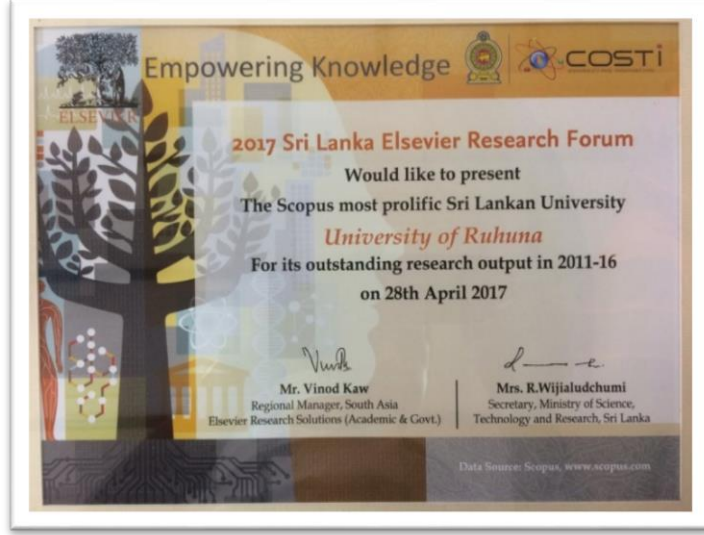 ELSEVIER
Empowering Knowledge
COSTI
2017 Sri Lanka Elsevier Research Forum
Would like to present
The Scopus most prolific Sri Lankan University
University of Ruhuna
For its outstanding research output in 2011-16
on 28th April 2017
Mr. Vinod Kaw
Regional Manager, South Asia
Elsevier Research Solutions (Academic & Govt.)
Mrs. R.Wijialudchumi
Secretary, Ministry of Science,
Technology and Research, Sri Lanka
Data Source: Scopus, www.scopus.com